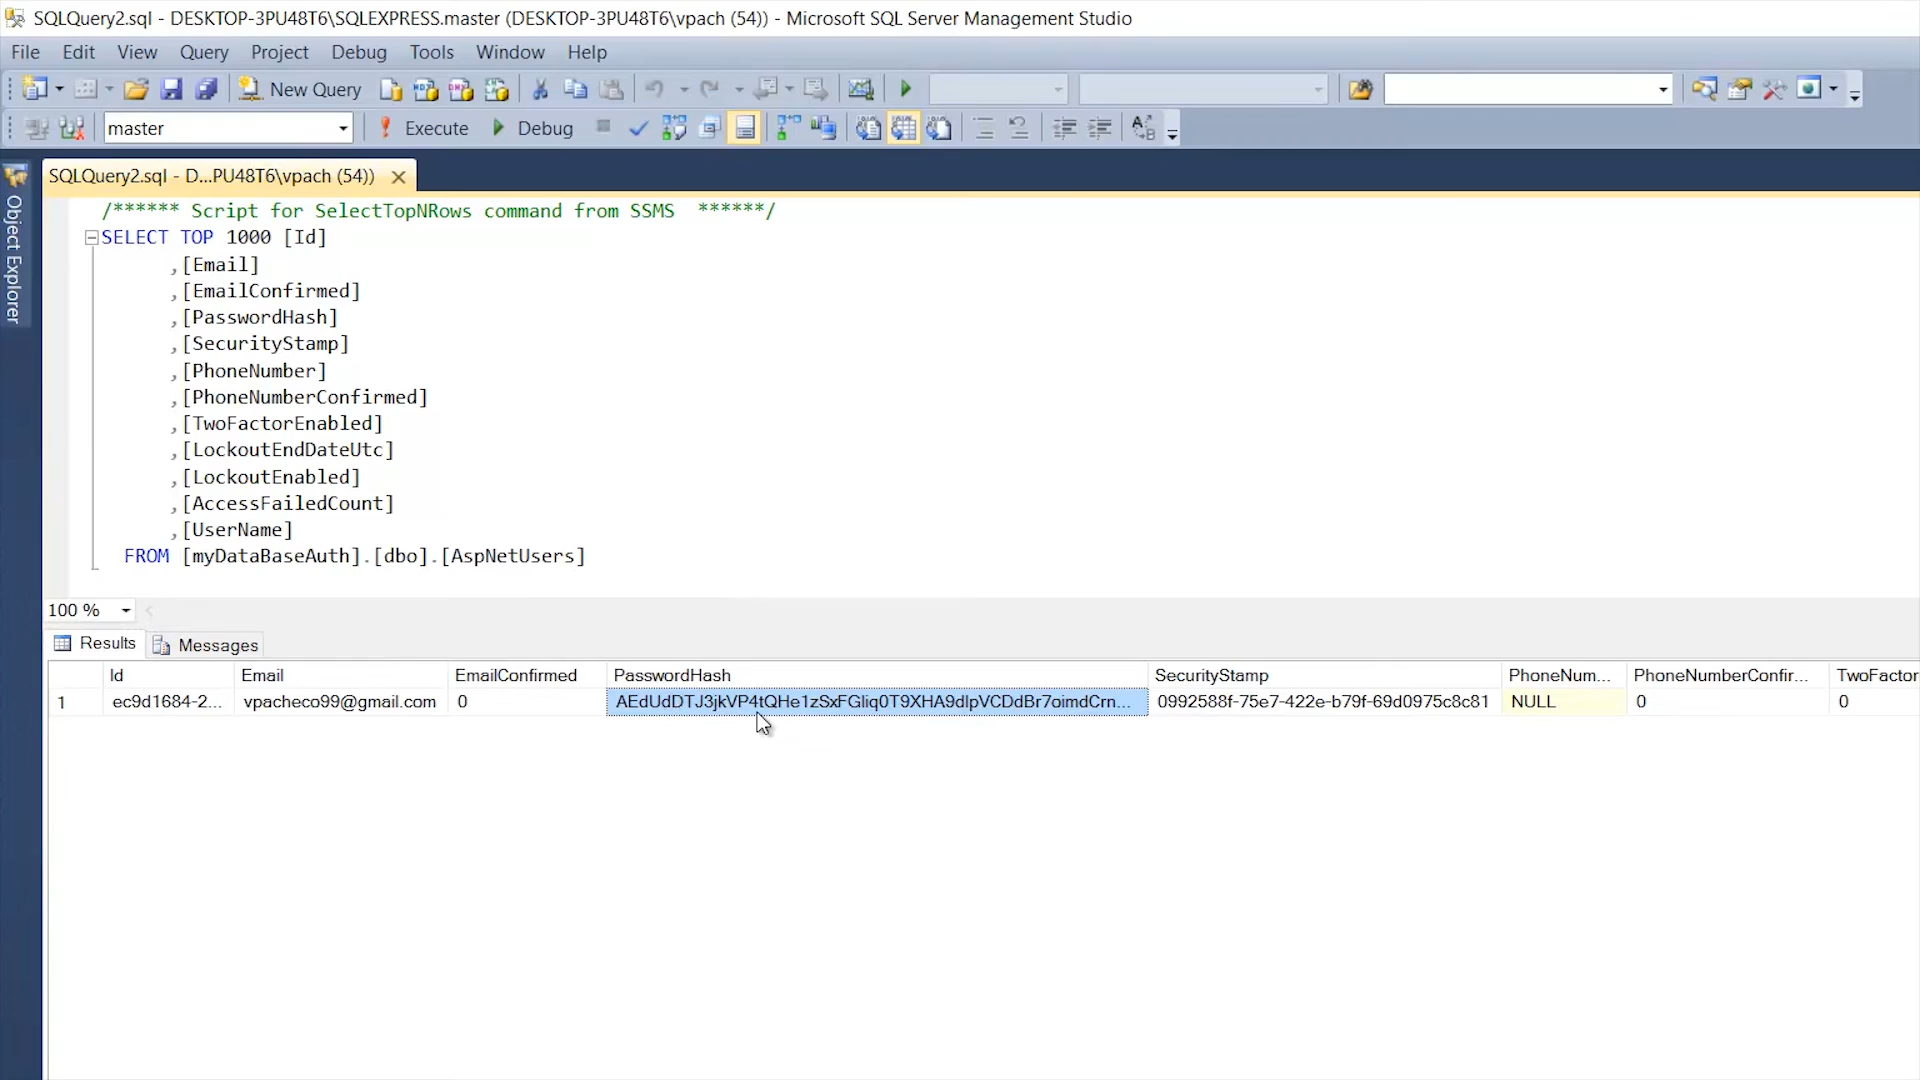 SQLQuery2.sql - DESKTOP-3PU48T6\SQLEXPRESS.master (DESKTOP-3PU48T6\vpach (54)) - Microsoft SQL Server Management Studio
File Edit View Query Project Debug Tools Window Help
New Query
master Execute Debug
SQLQuery2.sql - D...PU48T6\vpach (54))
Object Explorer
/****** Script for SelectTopNRows command from SSMS ******/
SELECT TOP 1000 [Id]
,[Email]
,[EmailConfirmed]
,[PasswordHash]
,[SecurityStamp]
,[PhoneNumber]
,[PhoneNumberConfirmed]
,[TwoFactorEnabled]
,[LockoutEndDateUtc]
,[LockoutEnabled]
,[AccessFailedCount]
,[UserName]
FROM [myDataBaseAuth].[dbo].[AspNetUsers]
100 %
Results Messages
Id Email EmailConfirmed PasswordHash SecurityStamp PhoneNum... PhoneNumberConfir... TwoFactor
1 ec9d1684-2... vpacheco99@gmail.com 0 AEdUdDTJ3jkVP4tQHe1zSxFGliq0T9XHA9dlpVCDdBr7oimdCrn... 0992588f-75e7-422e-b79f-69d0975c8c81 NULL 0 0